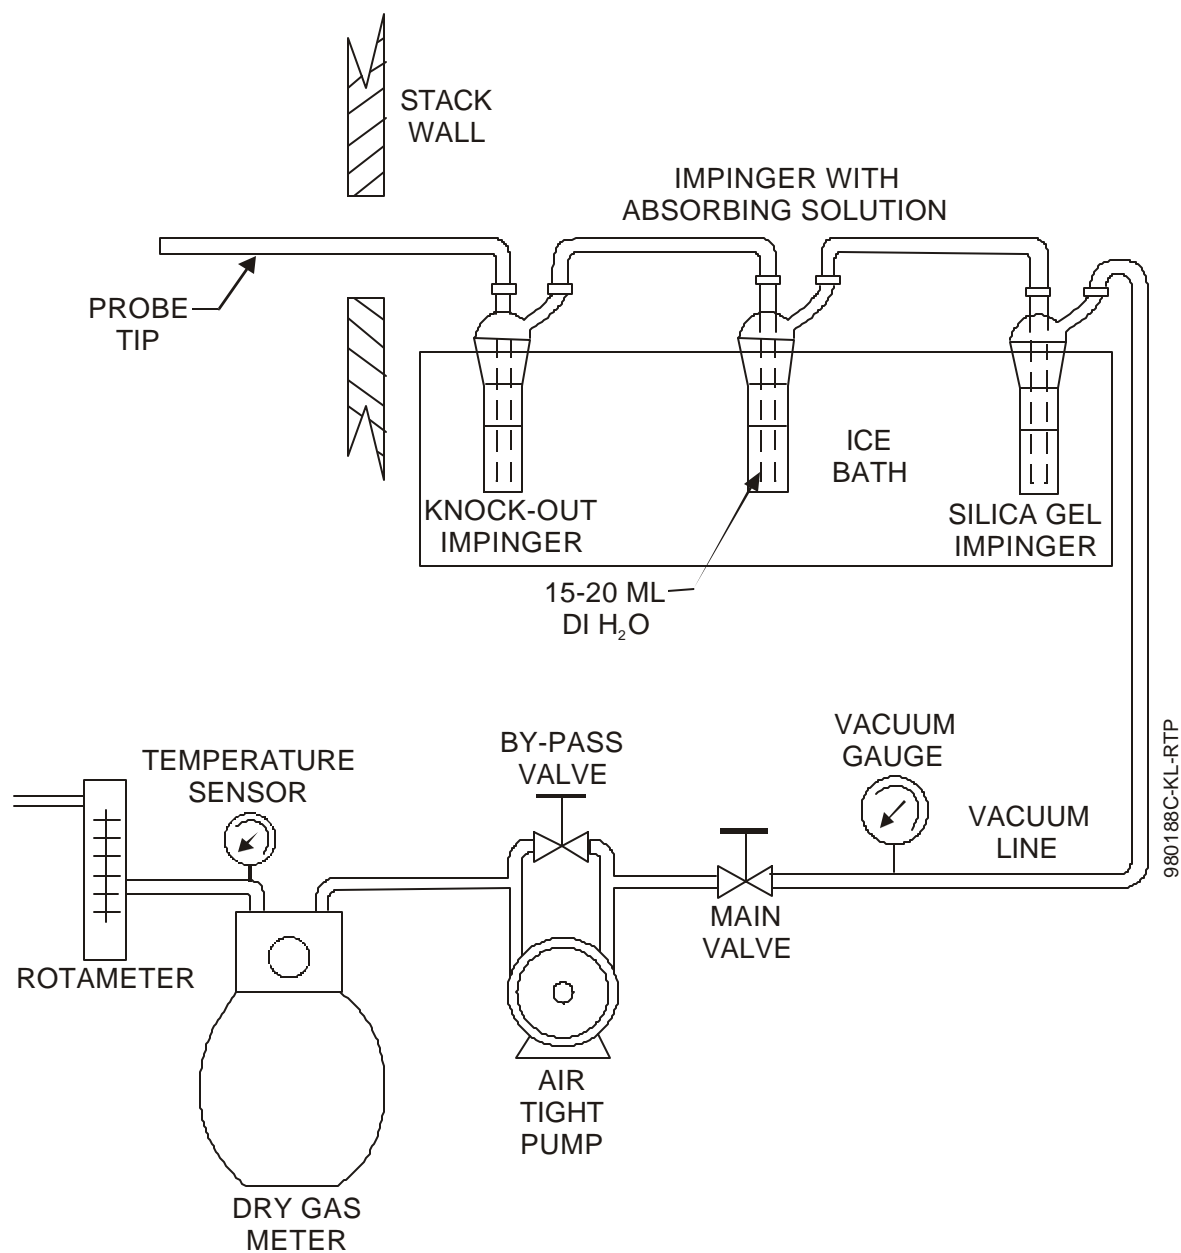 STACK
WALL
IMPINGER WITH
ABSORBING SOLUTION
PROBE
TIP
ICE
BATH
KNOCK-OUT
IMPINGER
SILICA GEL
IMPINGER
15-20 ML
DI H₂O
VACUUM
GAUGE
BY-PASS
VALVE
TEMPERATURE
SENSOR
VACUUM
LINE
980188C-KL-RTP
MAIN
VALVE
ROTAMETER
AIR
TIGHT
PUMP
DRY GAS
METER